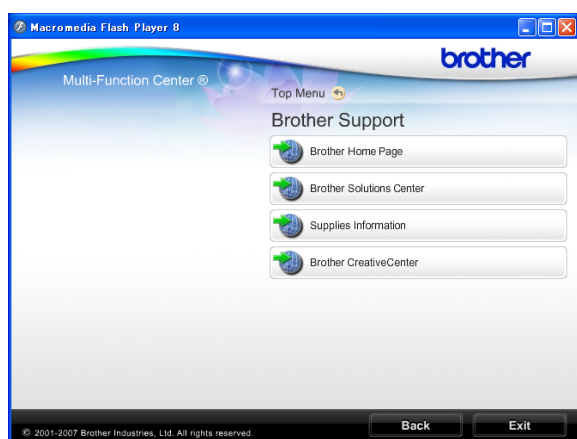 Macromedia Flash Player 8
brother
Multi-Function Center ®
Top Menu
Brother Support
Brother Home Page
Brother Solutions Center
Supplies Information
Brother CreativeCenter
Back
Exit
© 2001-2007 Brother Industries, Ltd. All rights reserved.